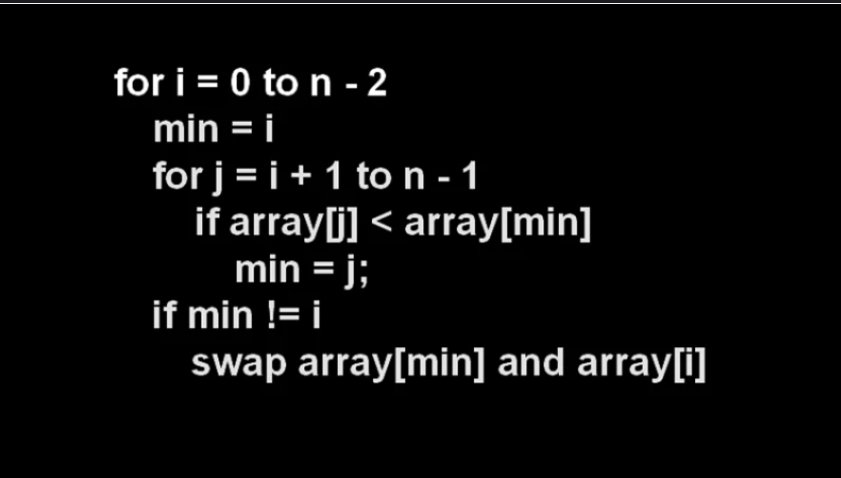 for i = 0 to n - 2
min = i
for j = i + 1 to n - 1
if array[j] < array[min]
min = j;
if min != i
swap array[min] and array[i]